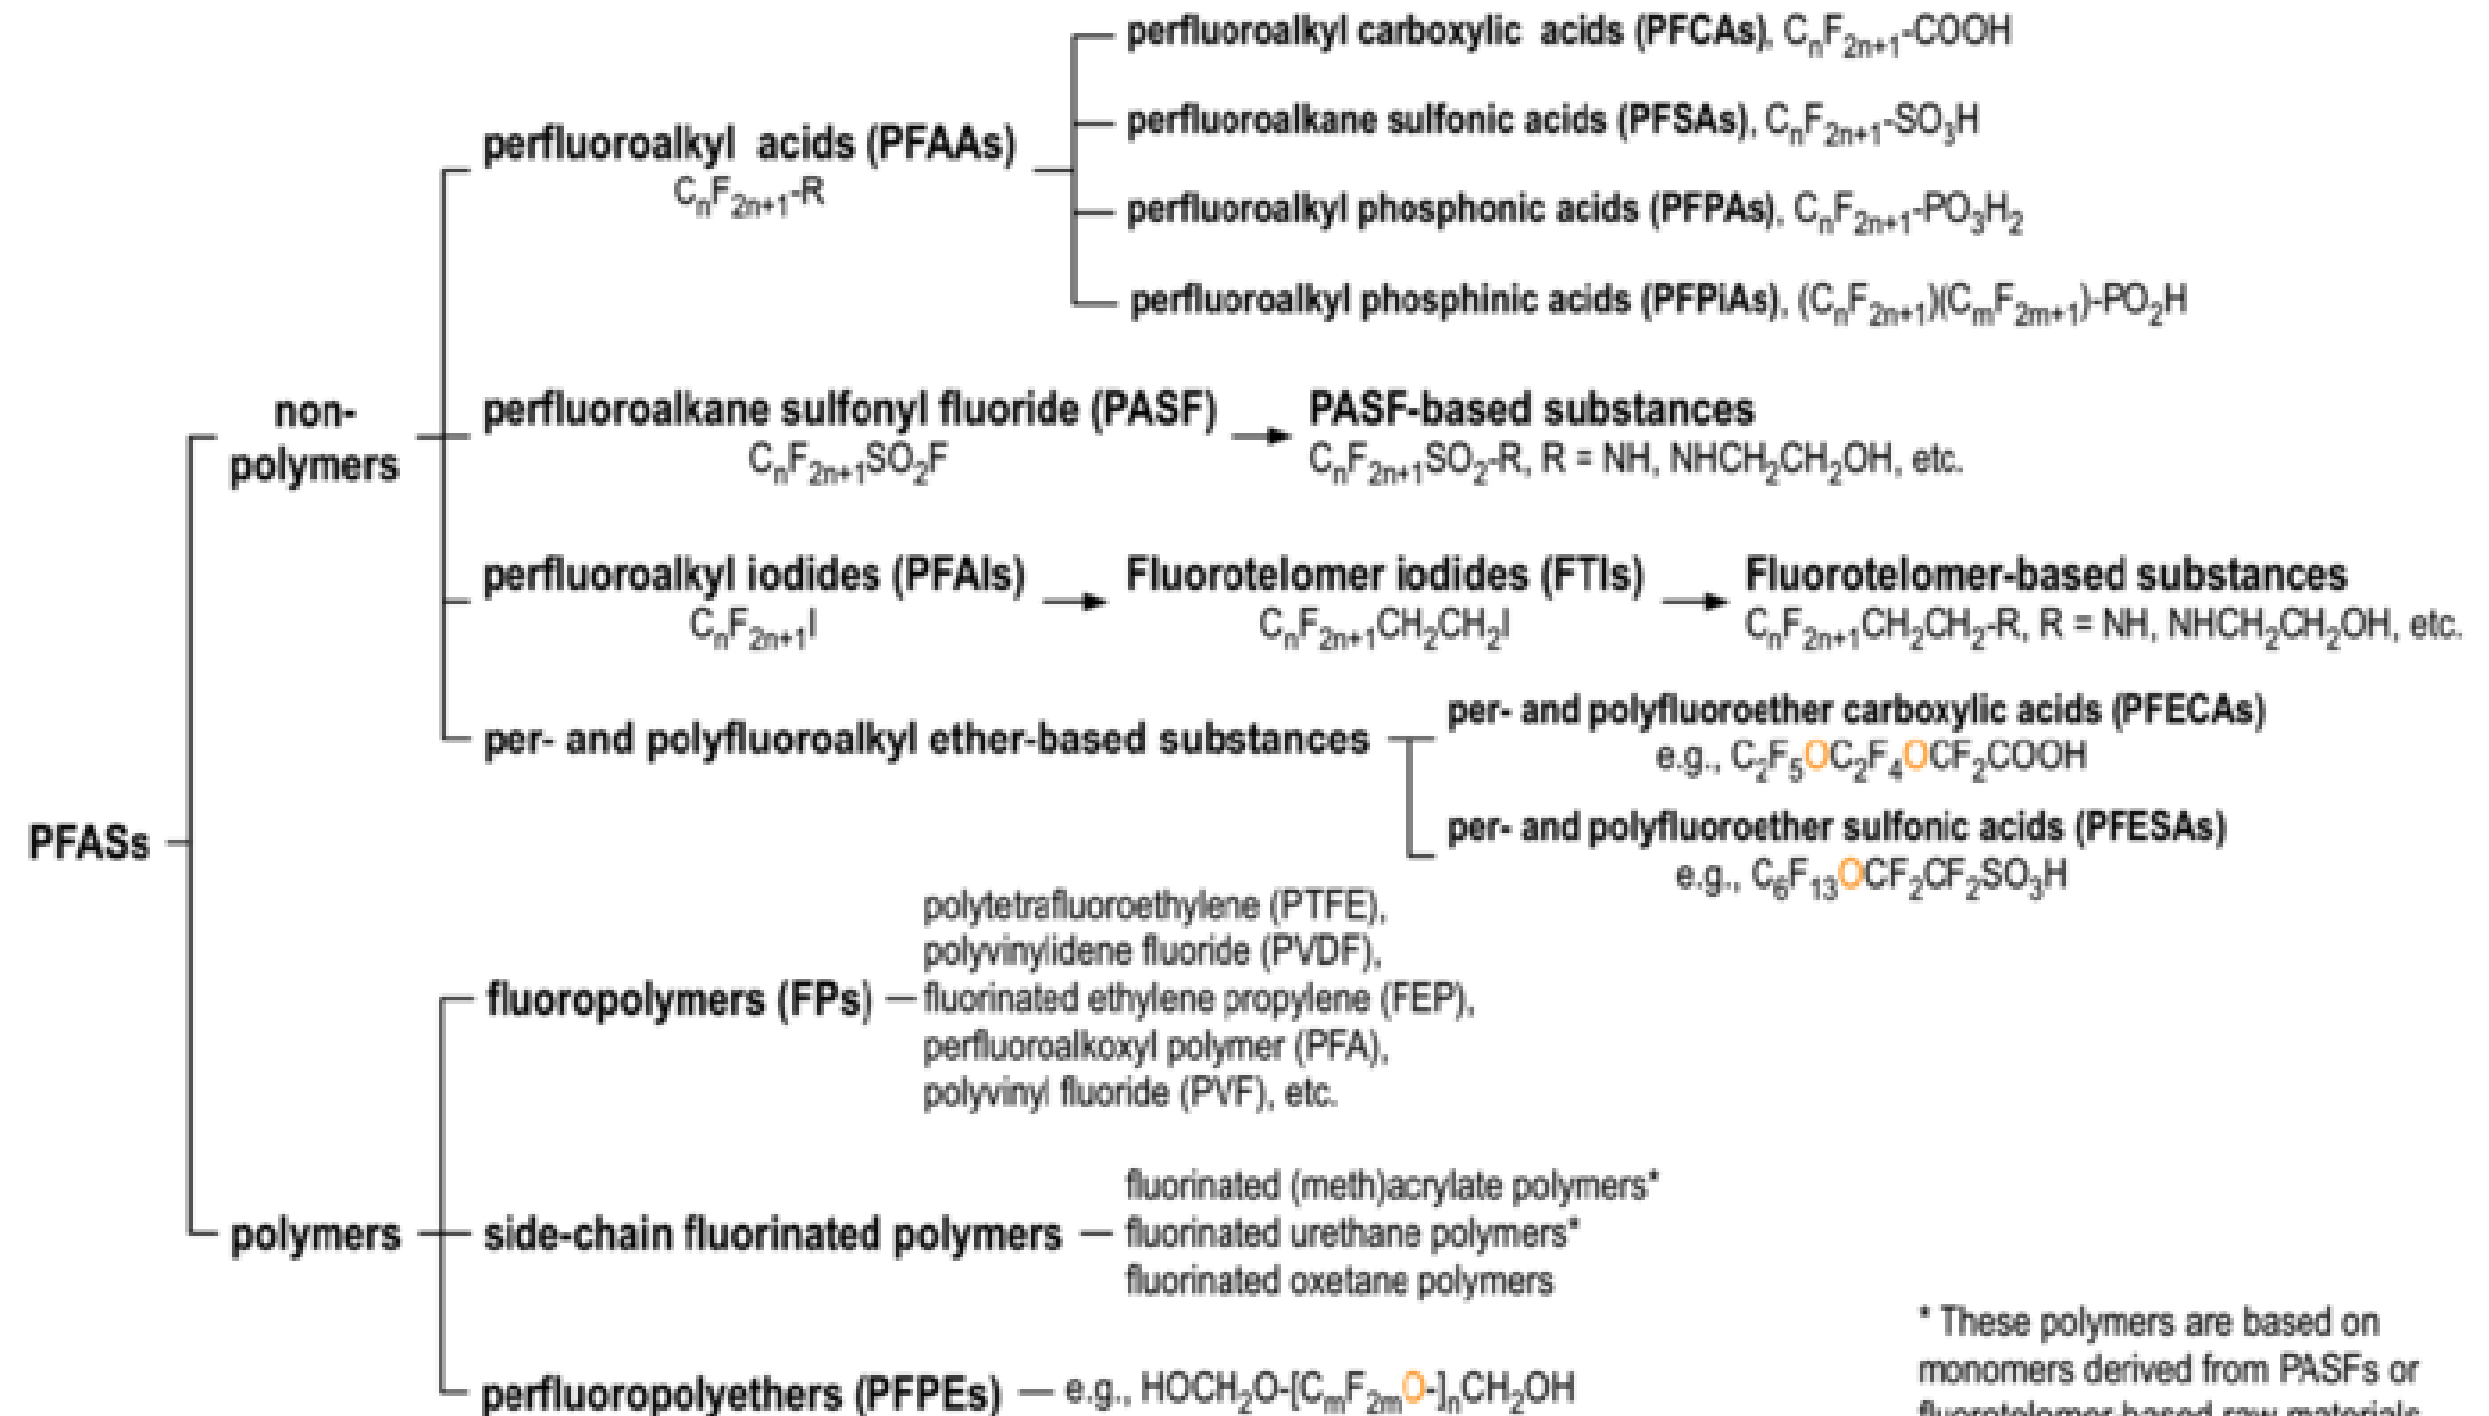 perfluoroalkyl carboxylic acids (PFCAs), CnF2n+1-COOH
perfluoroalkane sulfonic acids (PFSAs), CnF2n+1-SO3H
perfluoroalkyl acids (PFAAs)
CnF2n+1-R
perfluoroalkyl phosphonic acids (PFPAs), CnF2n+1-PO3H2
perfluoroalkyl phosphinic acids (PFPiAs), (CnF2n+1)(CmF2m+1)-PO2H
non-
polymers
perfluoroalkane sulfonyl fluoride (PASF)
CnF2n+1SO2F
PASF-based substances
CnF2n+1SO2-R, R = NH, NHCH2CH2OH, etc.
perfluoroalkyl iodides (PFAIs)
CnF2n+1I
Fluorotelomer iodides (FTIs)
CnF2n+1CH2CH2I
Fluorotelomer-based substances
CnF2n+1CH2CH2-R, R = NH, NHCH2CH2OH, etc.
per- and polyfluoroalkyl ether-based substances
per- and polyfluoroether carboxylic acids (PFECAs)
e.g., C2F5OC2F4OCF2COOH
per- and polyfluoroether sulfonic acids (PFESAs)
e.g., C6F13OCF2CF2SO3H
PFASs
fluoropolymers (FPs)
polytetrafluoroethylene (PTFE),
polyvinylidene fluoride (PVDF),
fluorinated ethylene propylene (FEP),
perfluoroalkoxyl polymer (PFA),
polyvinyl fluoride (PVF), etc.
polymers
side-chain fluorinated polymers
fluorinated (meth)acrylate polymers*
fluorinated urethane polymers*
fluorinated oxetane polymers
perfluoropolyethers (PFPEs)
e.g., HOCH2O-[CmF2mO-]nCH2OH
* These polymers are based on
monomers derived from PASFs or
fluorotelomer-based raw materials